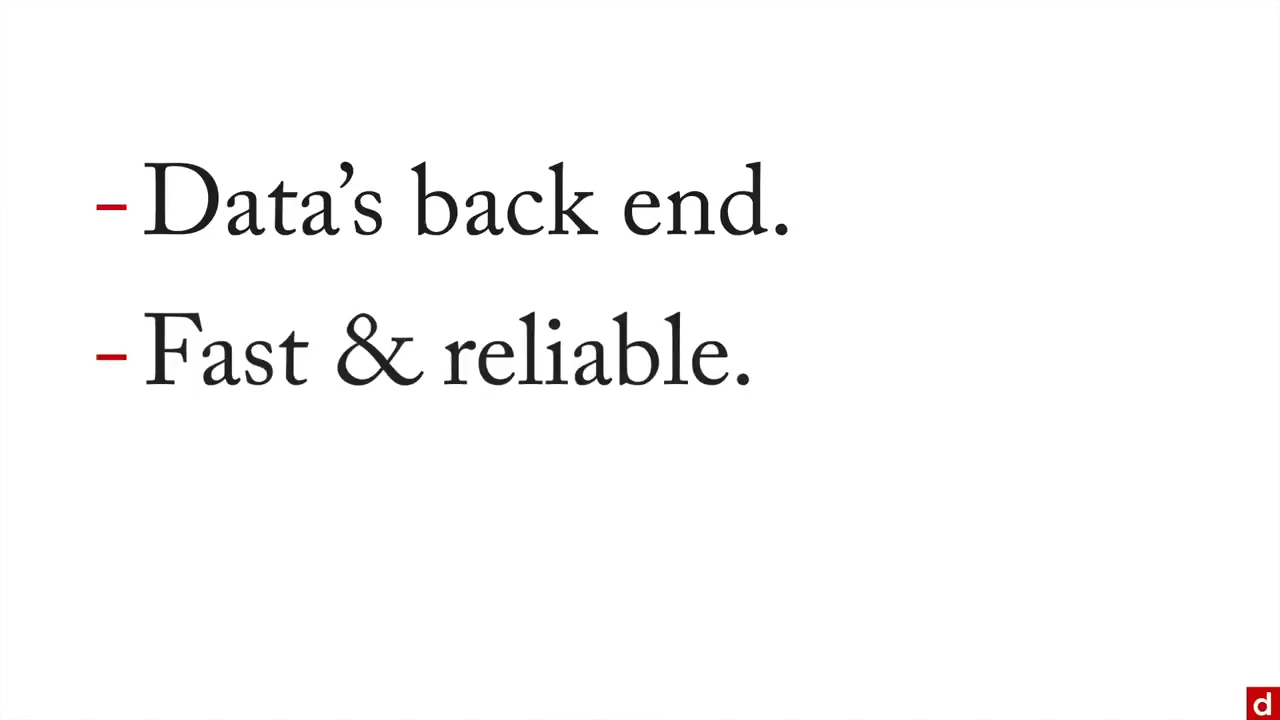 – Data’s back end.
– Fast & reliable.
d